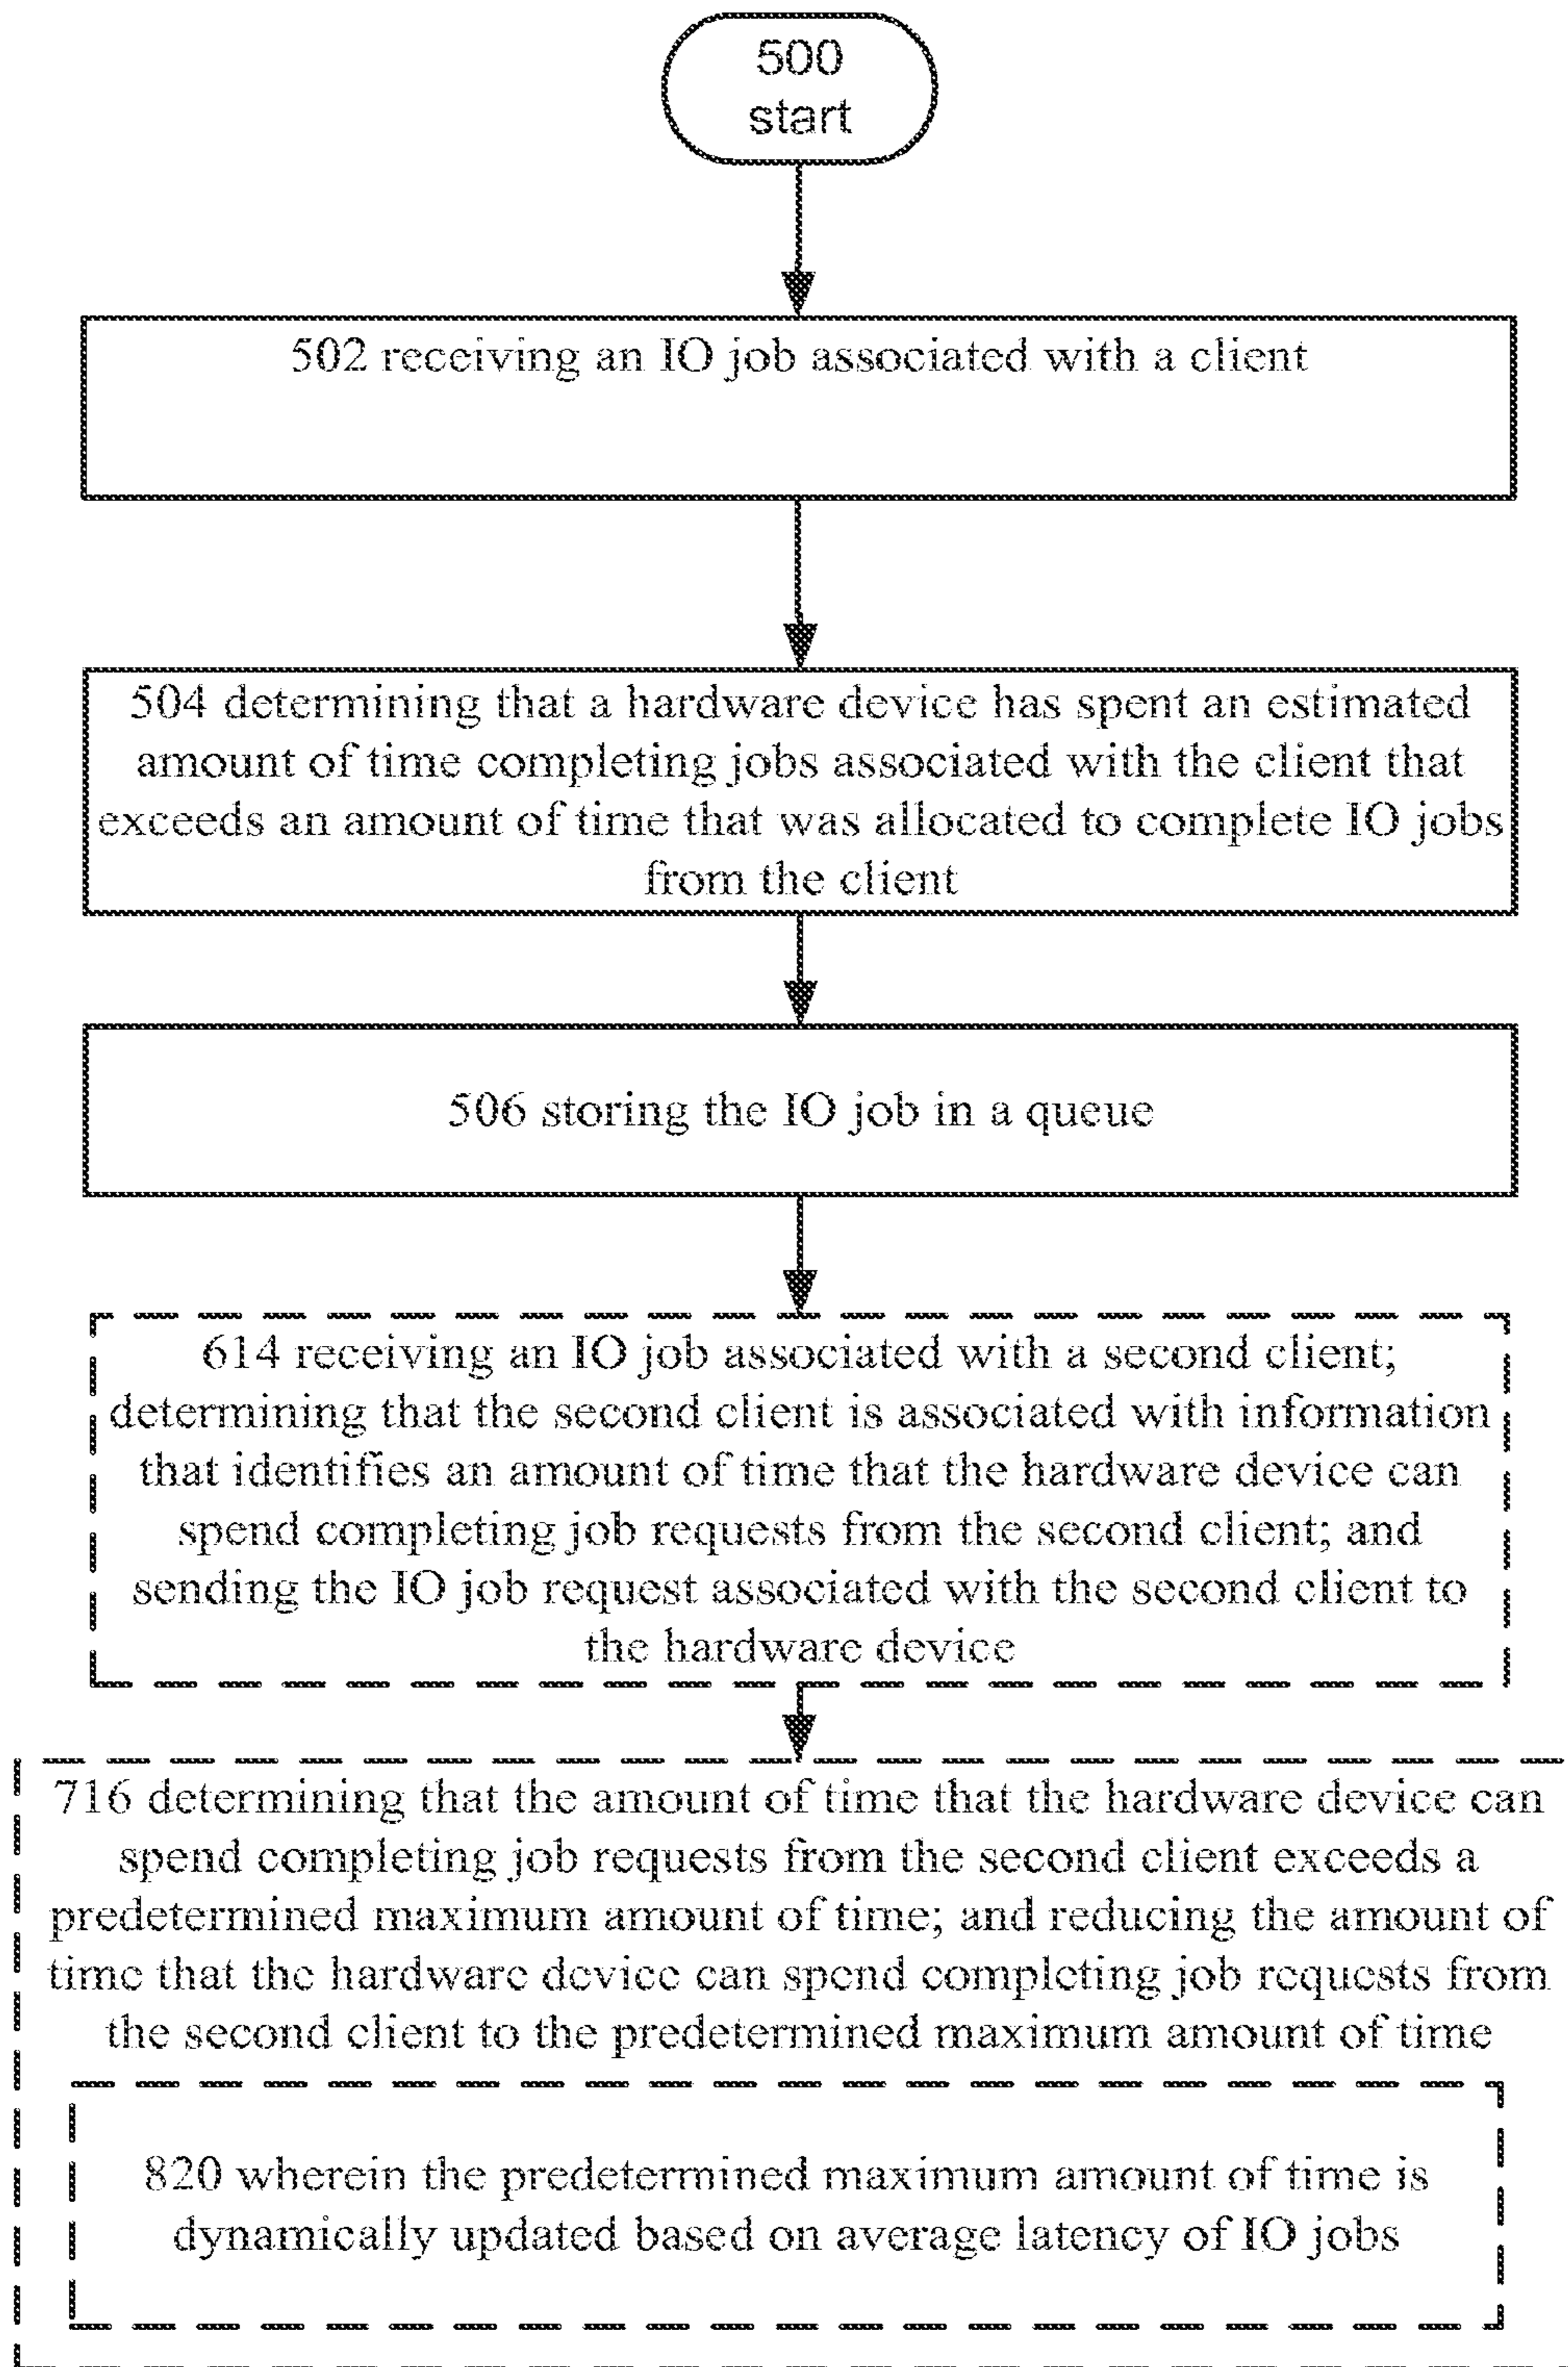 500
start
502 receiving an IO job associated with a client
504 determining that a hardware device has spent an estimated
amount of time completing jobs associated with the client that
exceeds an amount of time that was allocated to complete IO jobs
from the client
506 storing the IO job in a queue
614 receiving an IO job associated with a second client;
determining that the second client is associated with information
that identifies an amount of time that the hardware device can
spend completing job requests from the second client; and
sending the IO job request associated with the second client to
the hardware device
716 determining that the amount of time that the hardware device can
spend completing job requests from the second client exceeds a
predetermined maximum amount of time; and reducing the amount of
time that the hardware device can spend completing job requests from
the second client to the predetermined maximum amount of time
820 wherein the predetermined maximum amount of time is
dynamically updated based on average latency of IO jobs